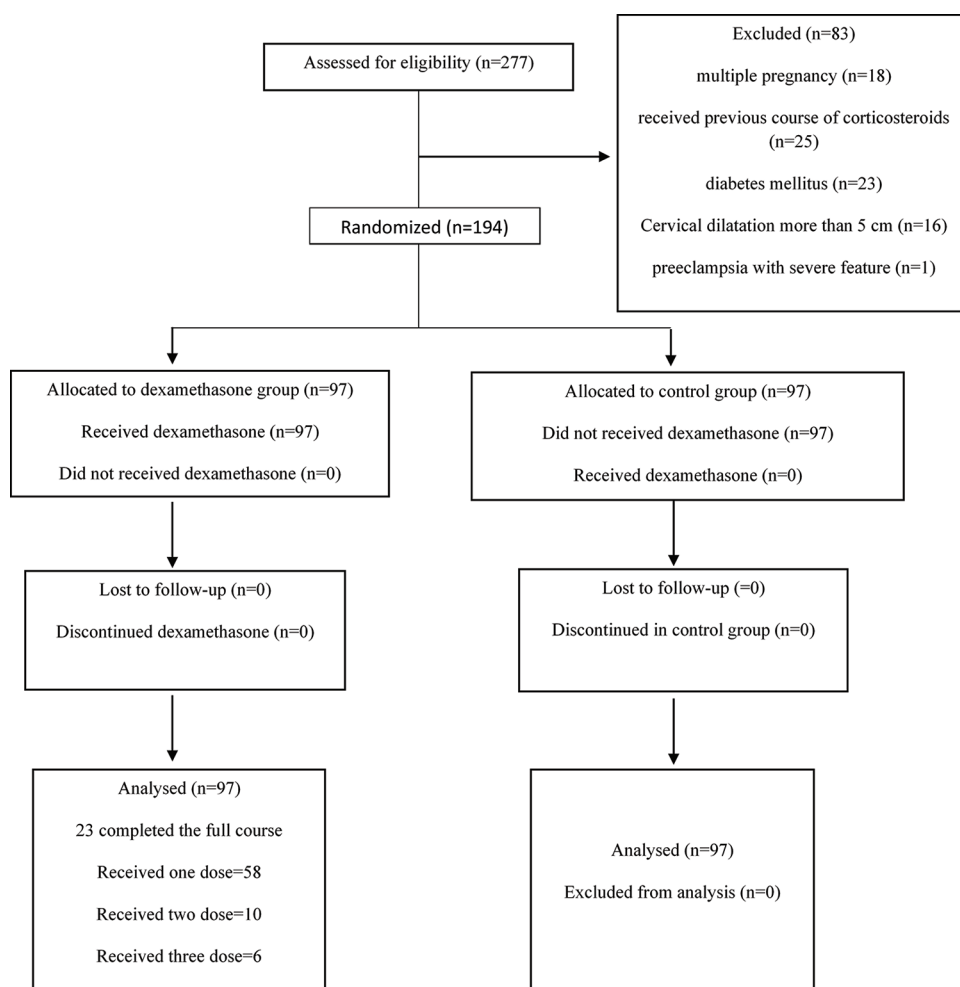 Assessed for eligibility (n=277)
Excluded (n=83)
multiple pregnancy (n=18)
received previous course of corticosteroids
(n=25)
diabetes mellitus (n=23)
Cervical dilatation more than 5 cm (n=16)
preeclampsia with severe feature (n=1)
Randomized (n=194)
Allocated to dexamethasone group (n=97)
Received dexamethasone (n=97)
Did not received dexamethasone (n=0)
Allocated to control group (n=97)
Did not received dexamethasone (n=97)
Received dexamethasone (n=0)
Lost to follow-up (n=0)
Discontinued dexamethasone (n=0)
Lost to follow-up (=0)
Discontinued in control group (n=0)
Analysed (n=97)
23 completed the full course
Received one dose=58
Received two dose=10
Received three dose=6
Analysed (n=97)
Excluded from analysis (n=0)